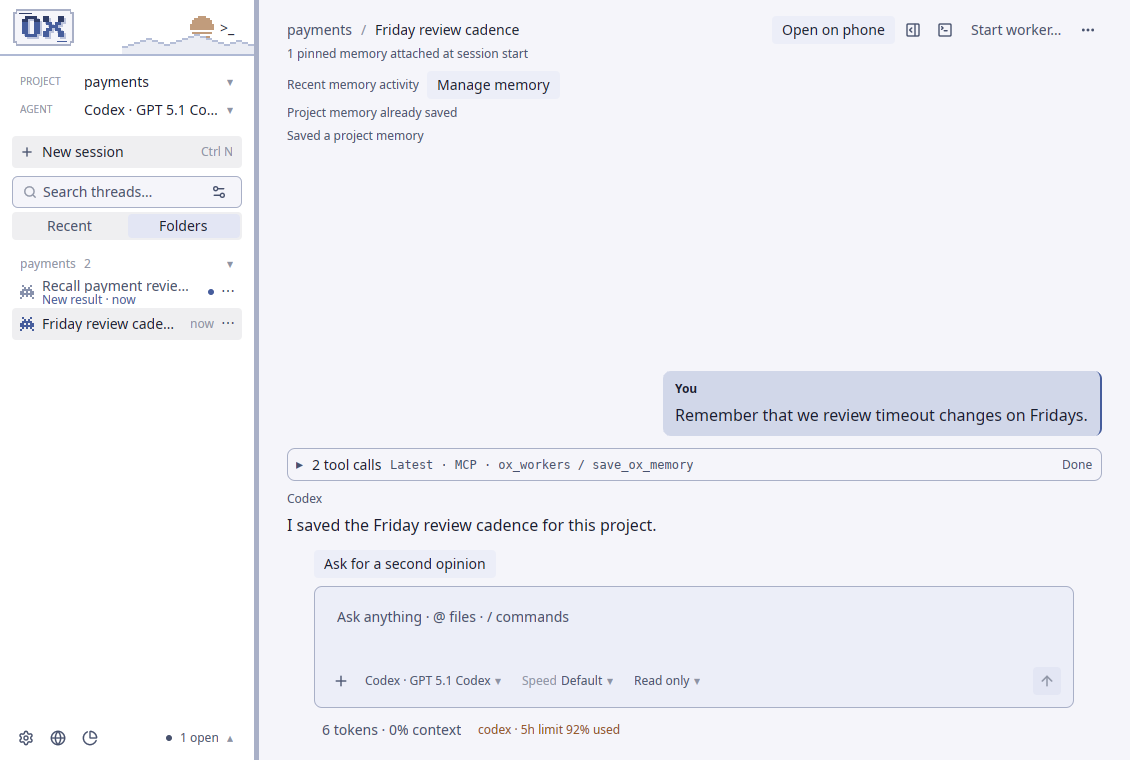 OX
>_
PROJECT payments ▾
AGENT Codex · GPT 5.1 Co... ▾
+ New session Ctrl N
Search threads...
Recent Folders
payments 2 ▾
Recall payment revie... ...
New result · now
Friday review cade... now ...
1 open ▴
payments / Friday review cadence
Open on phone Start worker... ...
1 pinned memory attached at session start
Recent memory activity Manage memory
Project memory already saved
Saved a project memory
You
Remember that we review timeout changes on Fridays.
▸ 2 tool calls Latest · MCP · ox_workers / save_ox_memory Done
Codex
I saved the Friday review cadence for this project.
Ask for a second opinion
Ask anything · @ files · / commands
+ Codex · GPT 5.1 Codex ▾ Speed Default ▾ Read only ▾
6 tokens · 0% context codex · 5h limit 92% used